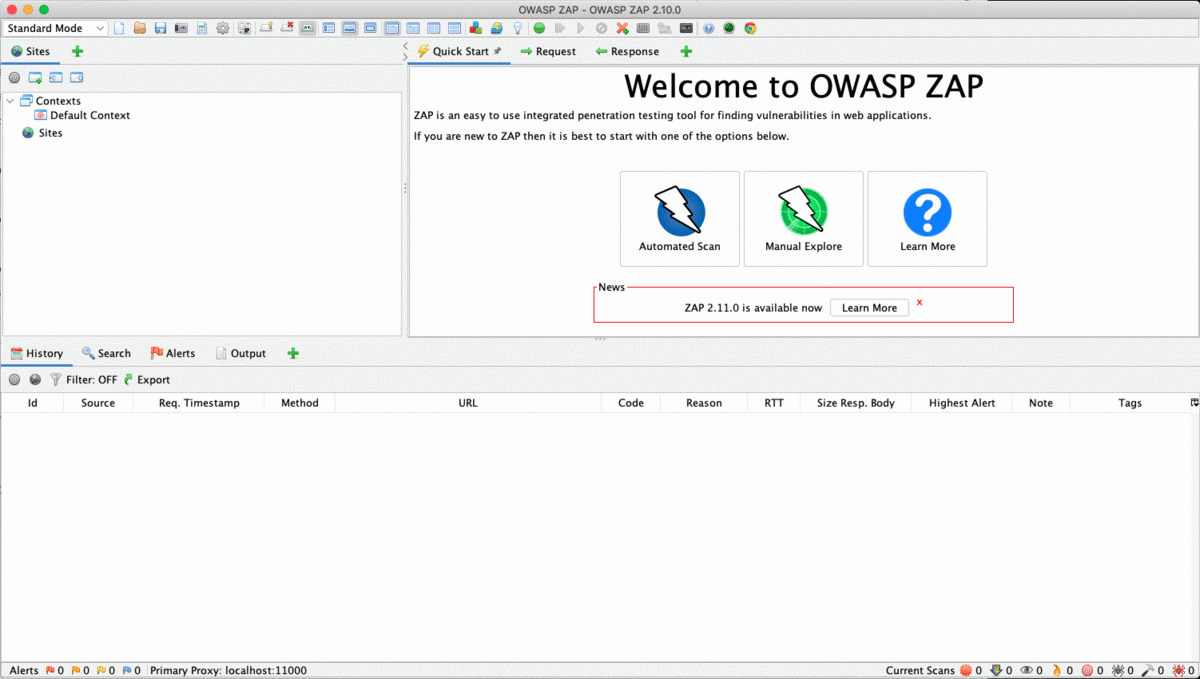 OWASP ZAP - OWASP ZAP 2.10.0
Standard Mode
Sites
Quick Start
Request
Response
Contexts
Default Context
Sites
Welcome to OWASP ZAP
ZAP is an easy to use integrated penetration testing tool for finding vulnerabilities in web applications.
If you are new to ZAP then it is best to start with one of the options below.
Automated Scan
Manual Explore
?
Learn More
News
ZAP 2.11.0 is available now
Learn More
x
History
Search
Alerts
Output
Filter: OFF
Export
Id Source Req. Timestamp Method URL Code Reason RTT Size Resp. Body Highest Alert Note Tags
Alerts 0 0 0 0 Primary Proxy: localhost:11000
Current Scans 0 0 0 0 0 0 0 0